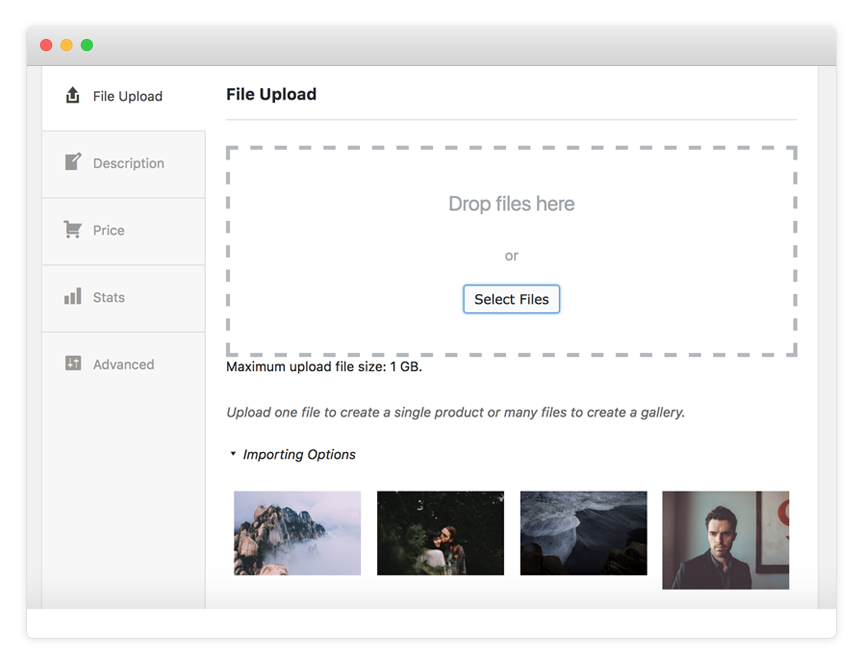 File Upload
Description
Price
Stats
Advanced
File Upload
Drop files here
or
Select Files
Maximum upload file size: 1 GB.
Upload one file to create a single product or many files to create a gallery.
Importing Options